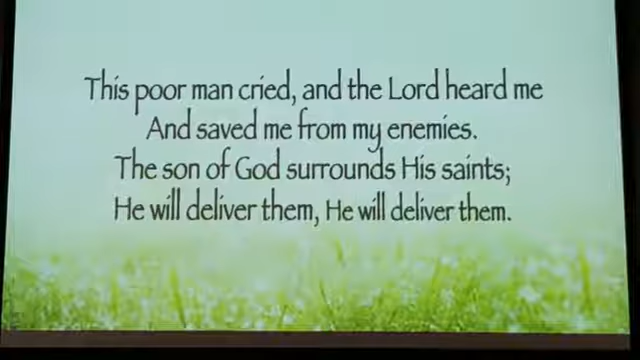 This poor man cried, and the Lord heard me
And saved me from my enemies.
The son of God surrounds His saints;
He will deliver them, He will deliver them.